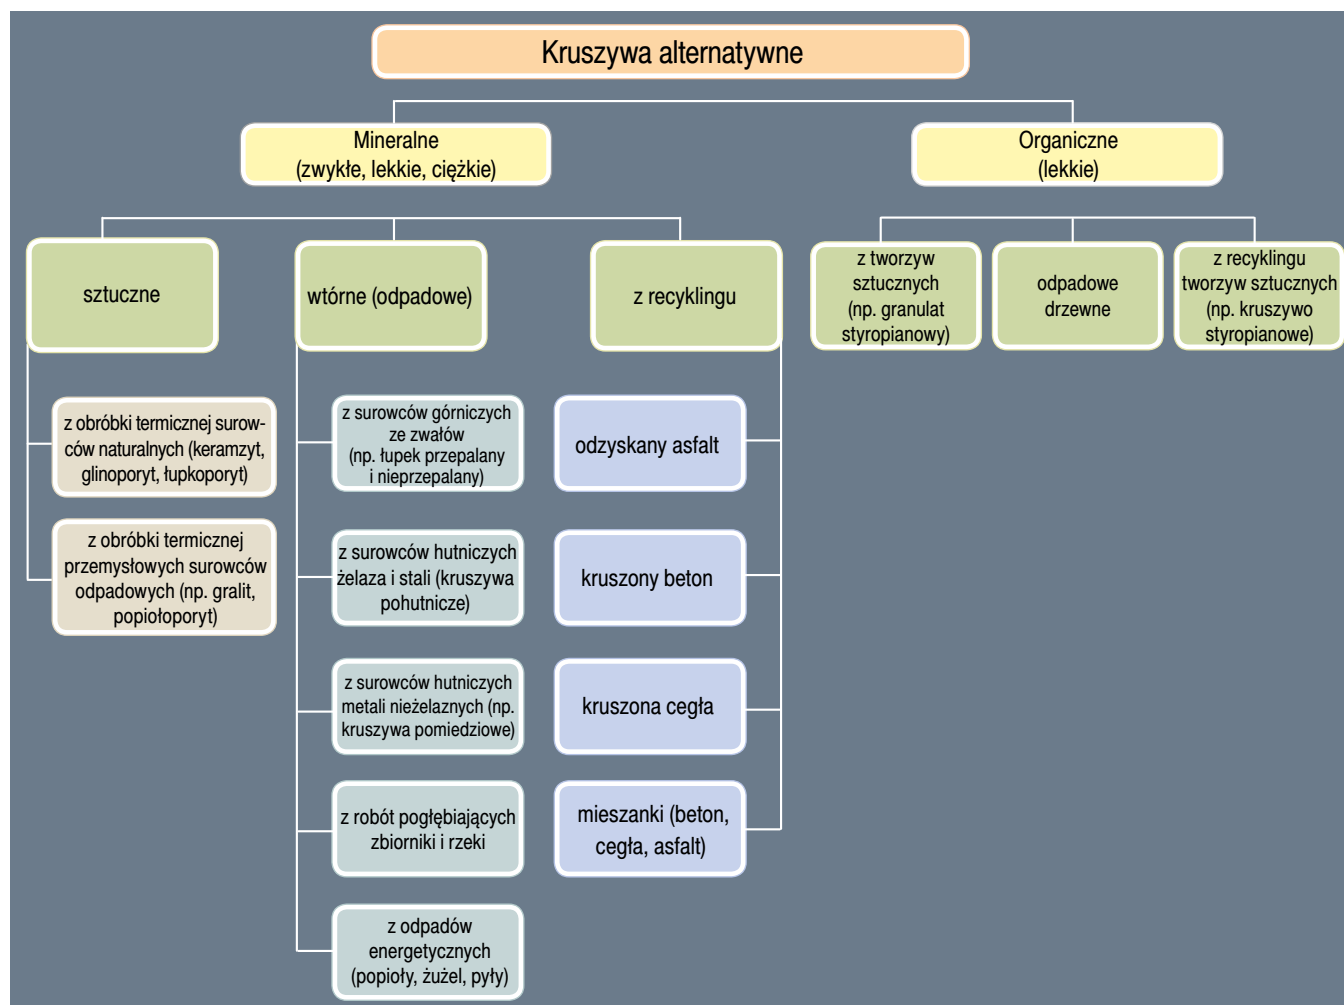 Kruszywa alternatywne
Mineralne
(zwykłe, lekkie, ciężkie)
Organiczne
(lekkie)
sztuczne
wtórne (odpadowe)
z recyklingu
z tworzyw
sztucznych
(np. granulat
styropianowy)
odpadowe
drzewne
z recyklingu
tworzyw sztucznych
(np. kruszywo
styropianowe)
z obróbki termicznej surow-
ców naturalnych (keramzyt,
glinoporyt, łupkoporyt)
z obróbki termicznej
przemysłowych surowców
odpadowych (np. gralit,
popiołoporyt)
z surowców górniczych
ze zwałów
(np. łupek przepalany
i nieprzepalany)
z surowców hutniczych
żelaza i stali (kruszywa
pohutnicze)
z surowców hutniczych
metali nieżelaznych (np.
kruszywa pomiedziowe)
z robót pogłębiających
zbiorniki i rzeki
z odpadów
energetycznych
(popioły, żużel, pyły)
odzyskany asfalt
kruszony beton
kruszona cegła
mieszanki (beton,
cegła, asfalt)